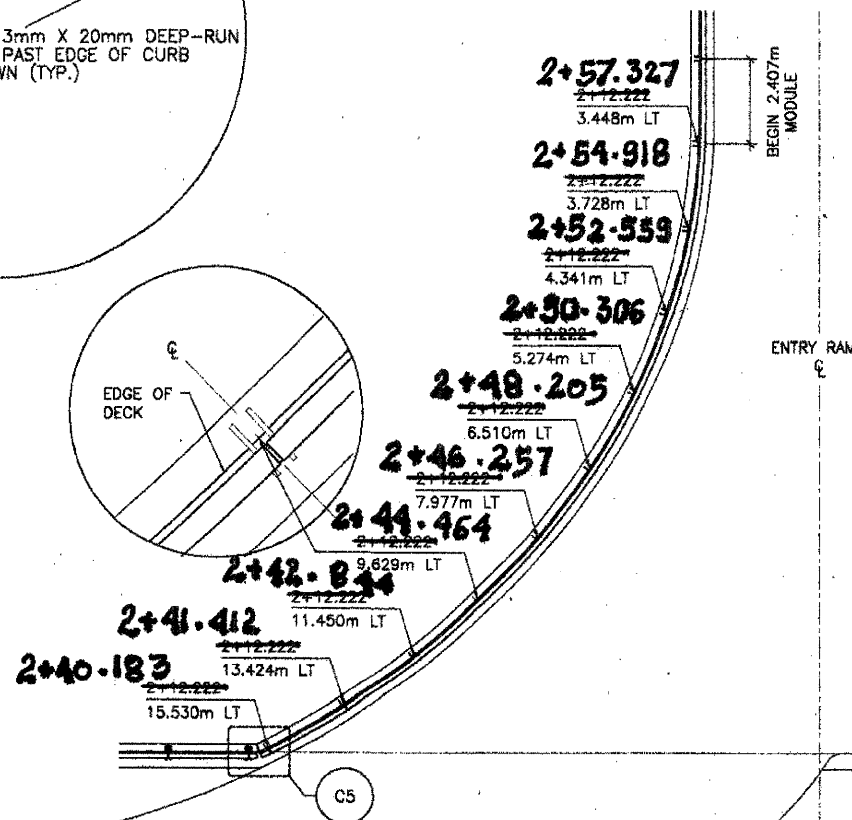 3mm X 20mm DEEP-RUN
PAST EDGE OF CURB
WN (TYP.)
2+57.327
2+12.222
3.448m LT
BEGIN 2.407m
MODULE
2+54.918
2+12.222
3.728m LT
2+52.559
2+12.222
4.341m LT
2+50.306
2+12.222
5.274m LT
ENTRY RAM
℄
℄
EDGE OF
DECK
2+48.205
2+12.222
6.510m LT
2+46.257
2+12.222
7.977m LT
2+44.464
2+12.222
9.629m LT
2+42.844
2+12.222
11.450m LT
2+41.412
2+12.222
13.424m LT
2+40.183
2+12.222
15.530m LT
C5